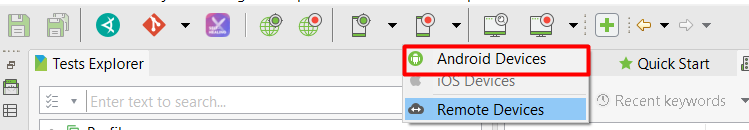 Android Devices
Tests Explorer
Quick Start
iOS Devices
Enter text to search...
Recent keywords
Remote Devices